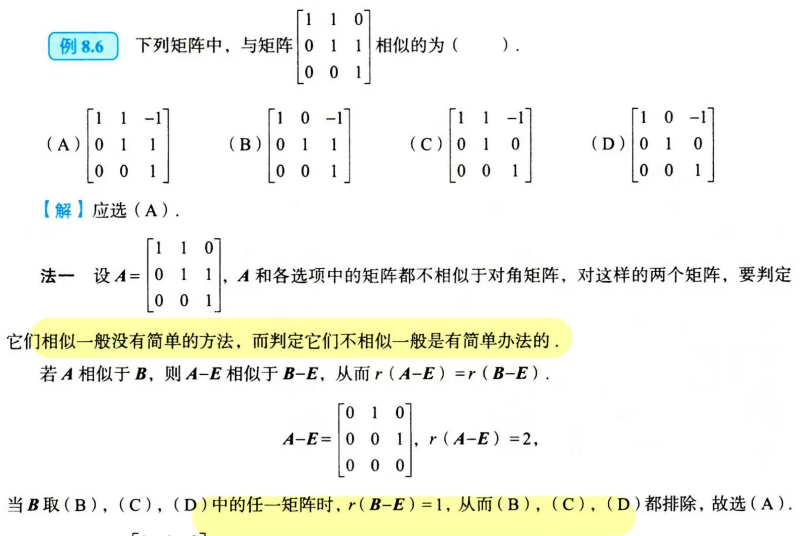 例 8.6 下列矩阵中，与矩阵 [1 1 0; 0 1 1; 0 0 1] 相似的为（ ）.
（A）[1 1 -1; 0 1 1; 0 0 1] （B）[1 0 -1; 0 1 1; 0 0 1] （C）[1 1 -1; 0 1 0; 0 0 1] （D）[1 0 -1; 0 1 0; 0 0 1]
【解】应选（A）.
法一 设 A= [1 1 0; 0 1 1; 0 0 1]，A 和各选项中的矩阵都不相似于对角矩阵，对这样的两个矩阵，要判定
它们相似一般没有简单的方法，而判定它们不相似一般是有简单办法的.
若 A 相似于 B，则 A-E 相似于 B-E，从而 r（A-E）=r（B-E）.
A-E= [0 1 0; 0 0 1; 0 0 0]，r（A-E）=2，
当 B 取（B），（C），（D）中的任一矩阵时，r（B-E）=1，从而（B），（C），（D）都排除，故选（A）.